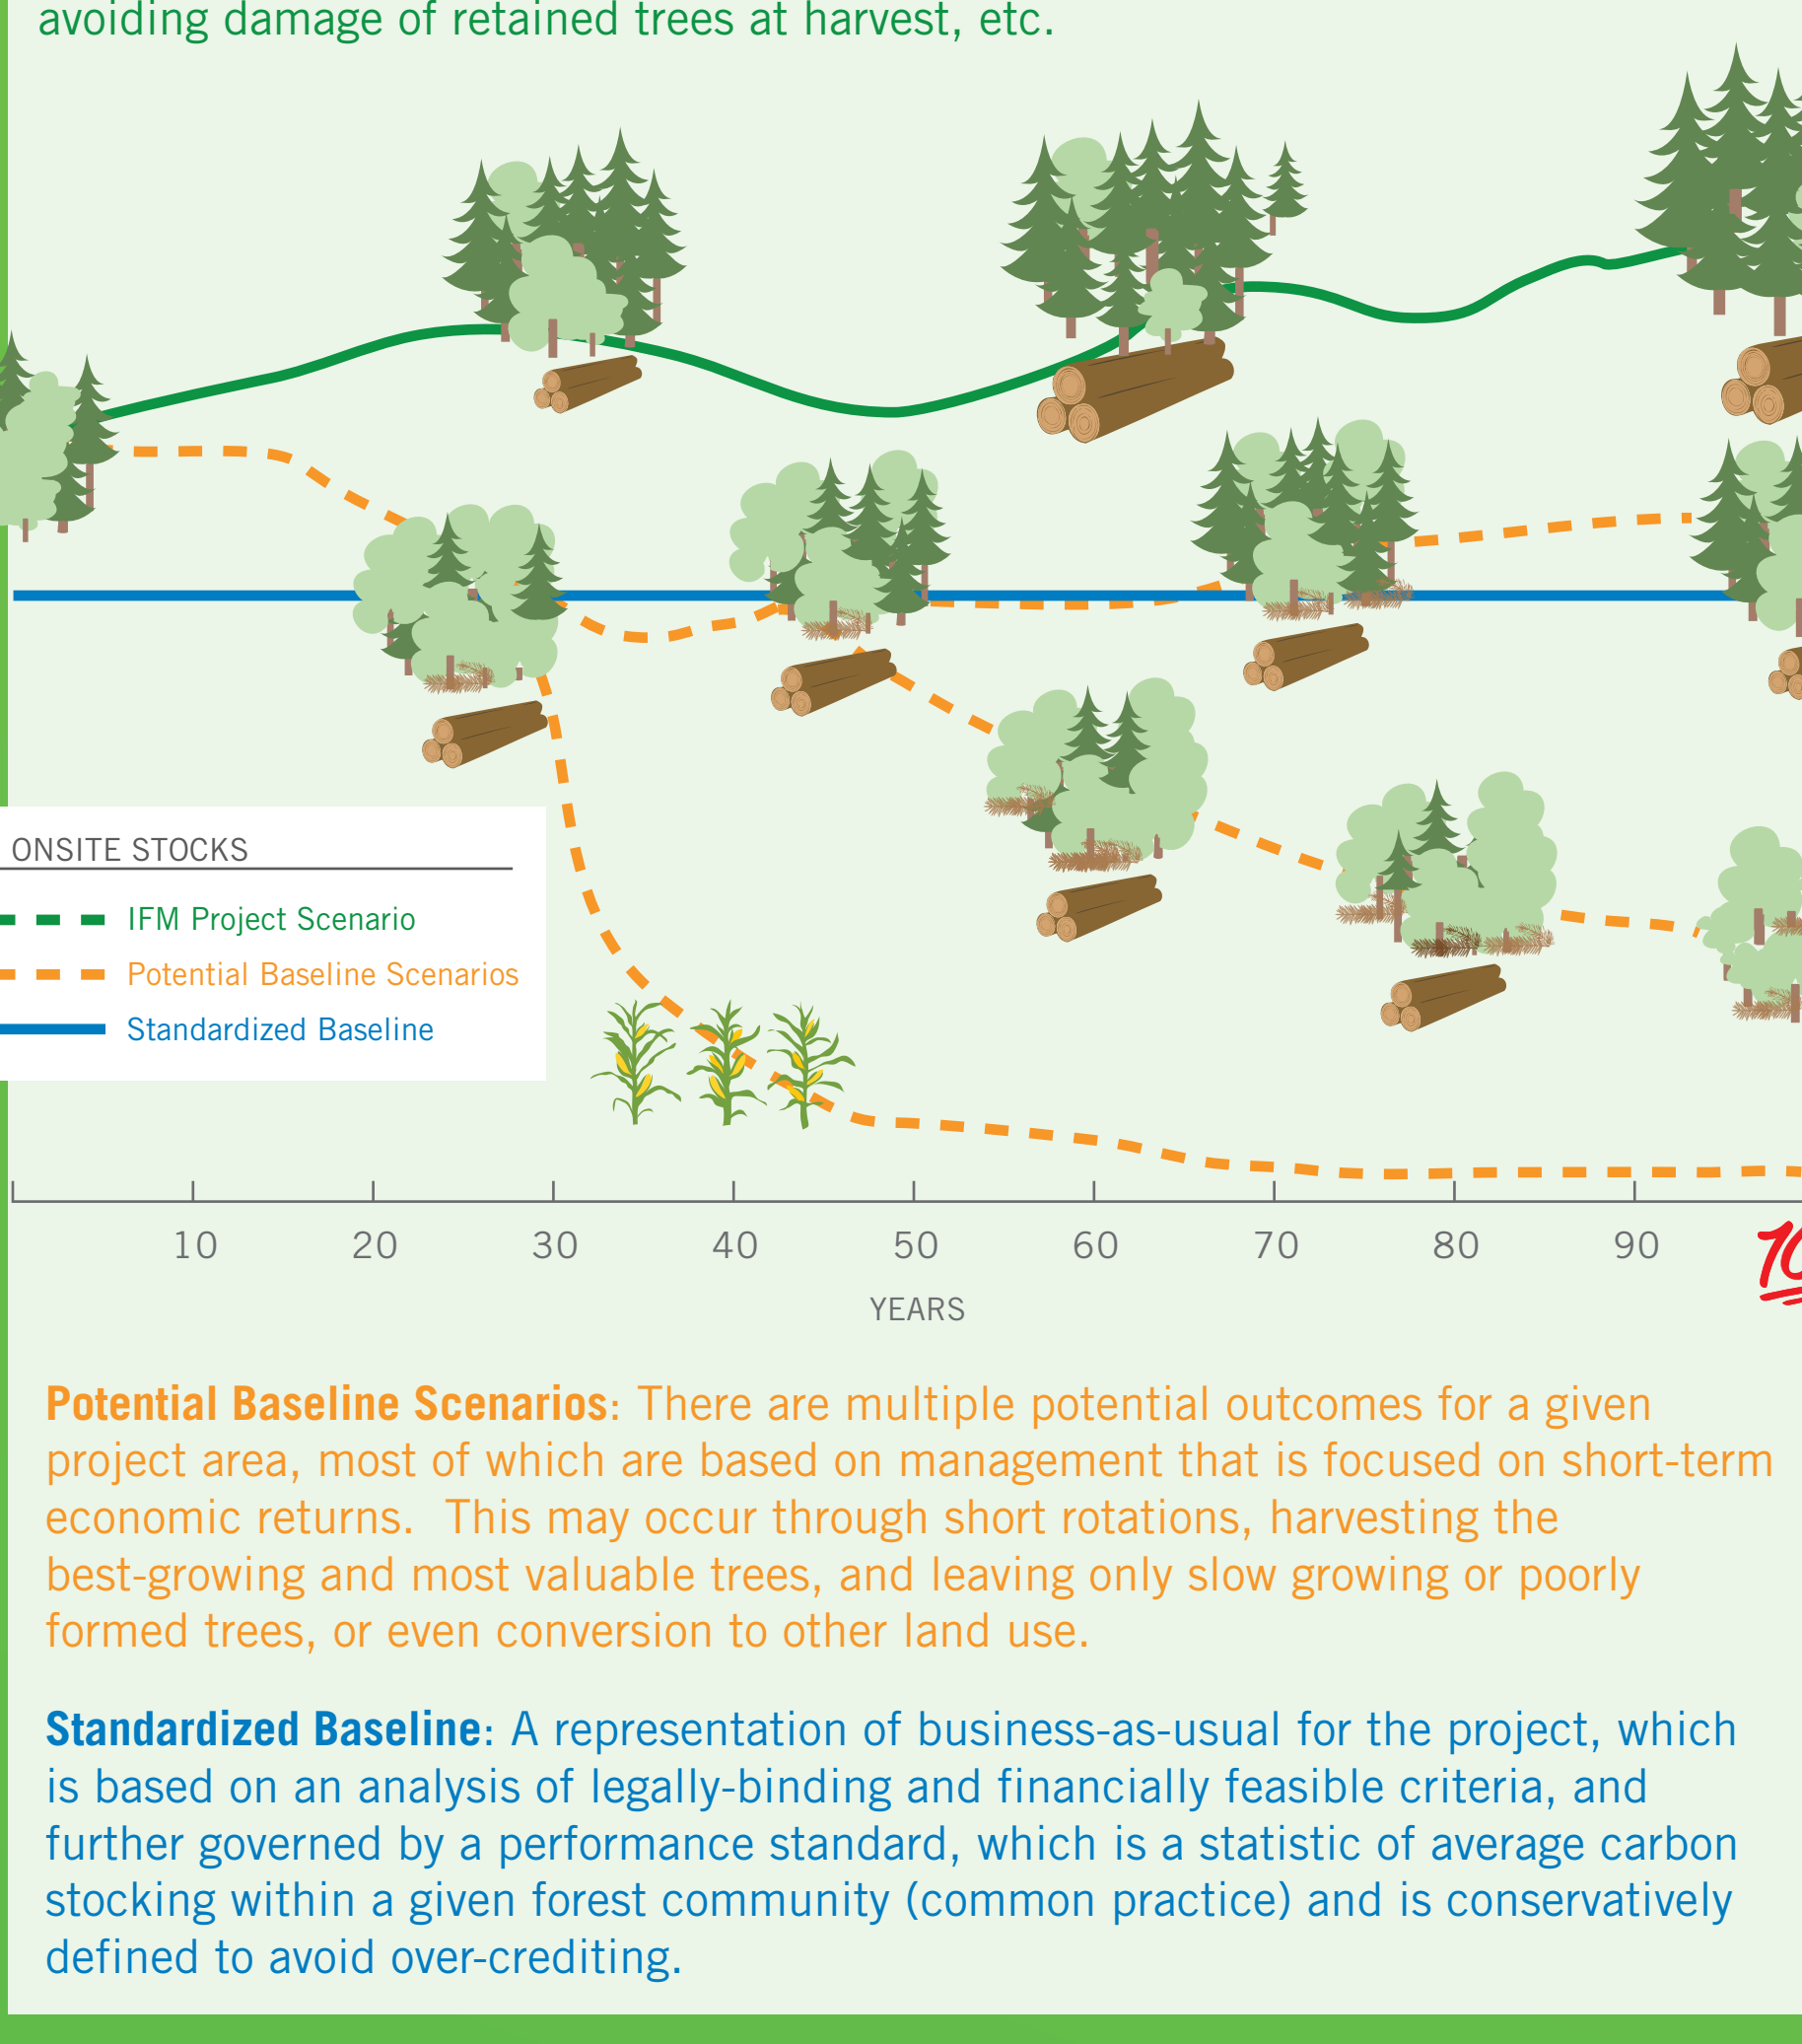 avoiding damage of retained trees at harvest, etc.
ONSITE STOCKS
IFM Project Scenario
Potential Baseline Scenarios
Standardized Baseline
10 20 30 40 50 60 70 80 90
YEARS
Potential Baseline Scenarios: There are multiple potential outcomes for a given
project area, most of which are based on management that is focused on short-term
economic returns.  This may occur through short rotations, harvesting the
best-growing and most valuable trees, and leaving only slow growing or poorly
formed trees, or even conversion to other land use.
Standardized Baseline: A representation of business-as-usual for the project, which
is based on an analysis of legally-binding and financially feasible criteria, and
further governed by a performance standard, which is a statistic of average carbon
stocking within a given forest community (common practice) and is conservatively
defined to avoid over-crediting.